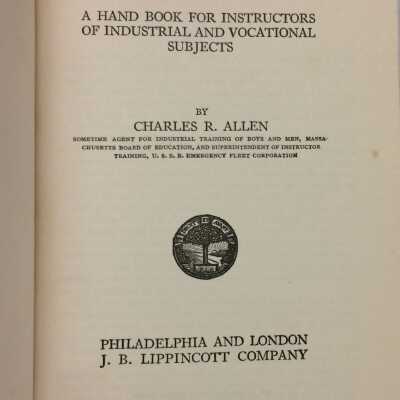 A HAND BOOK FOR INSTRUCTORS
OF INDUSTRIAL AND VOCATIONAL
SUBJECTS
BY
CHARLES R. ALLEN
SOMETIME AGENT FOR INDUSTRIAL TRAINING OF BOYS AND MEN, MASSA-
CHUSETTS BOARD OF EDUCATION, AND SUPERINTENDENT OF INSTRUCTOR
TRAINING, U. S. S. B. EMERGENCY FLEET CORPORATION
PHILADELPHIA AND LONDON
J. B. LIPPINCOTT COMPANY